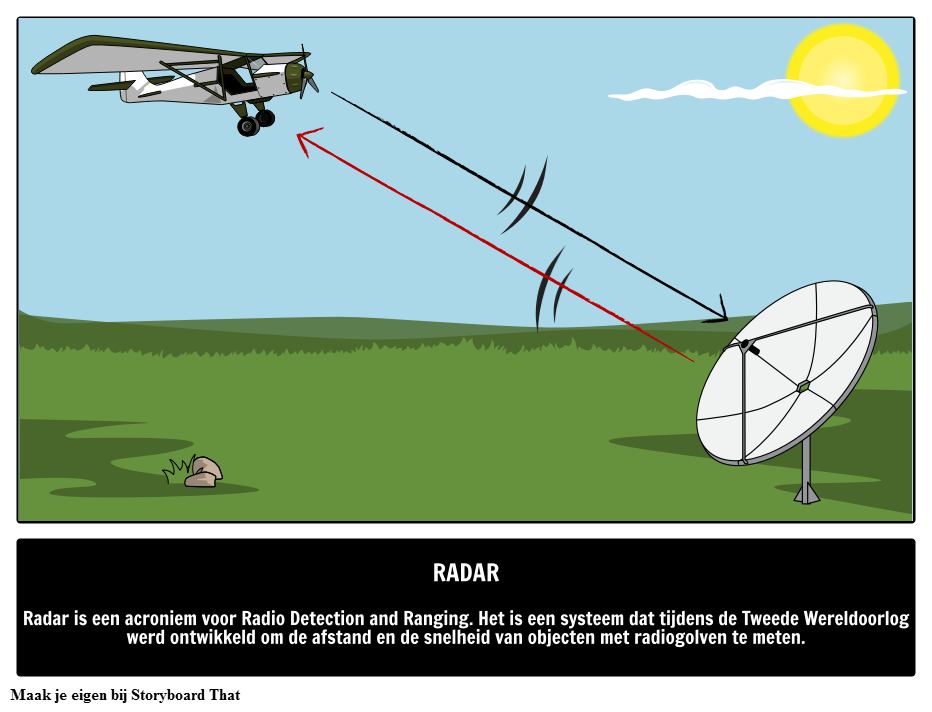 RADAR
Radar is een acroniem voor Radio Detection and Ranging. Het is een systeem dat tijdens de Tweede Wereldoorlog
werd ontwikkeld om de afstand en de snelheid van objecten met radiogolven te meten.
Maak je eigen bij Storyboard That